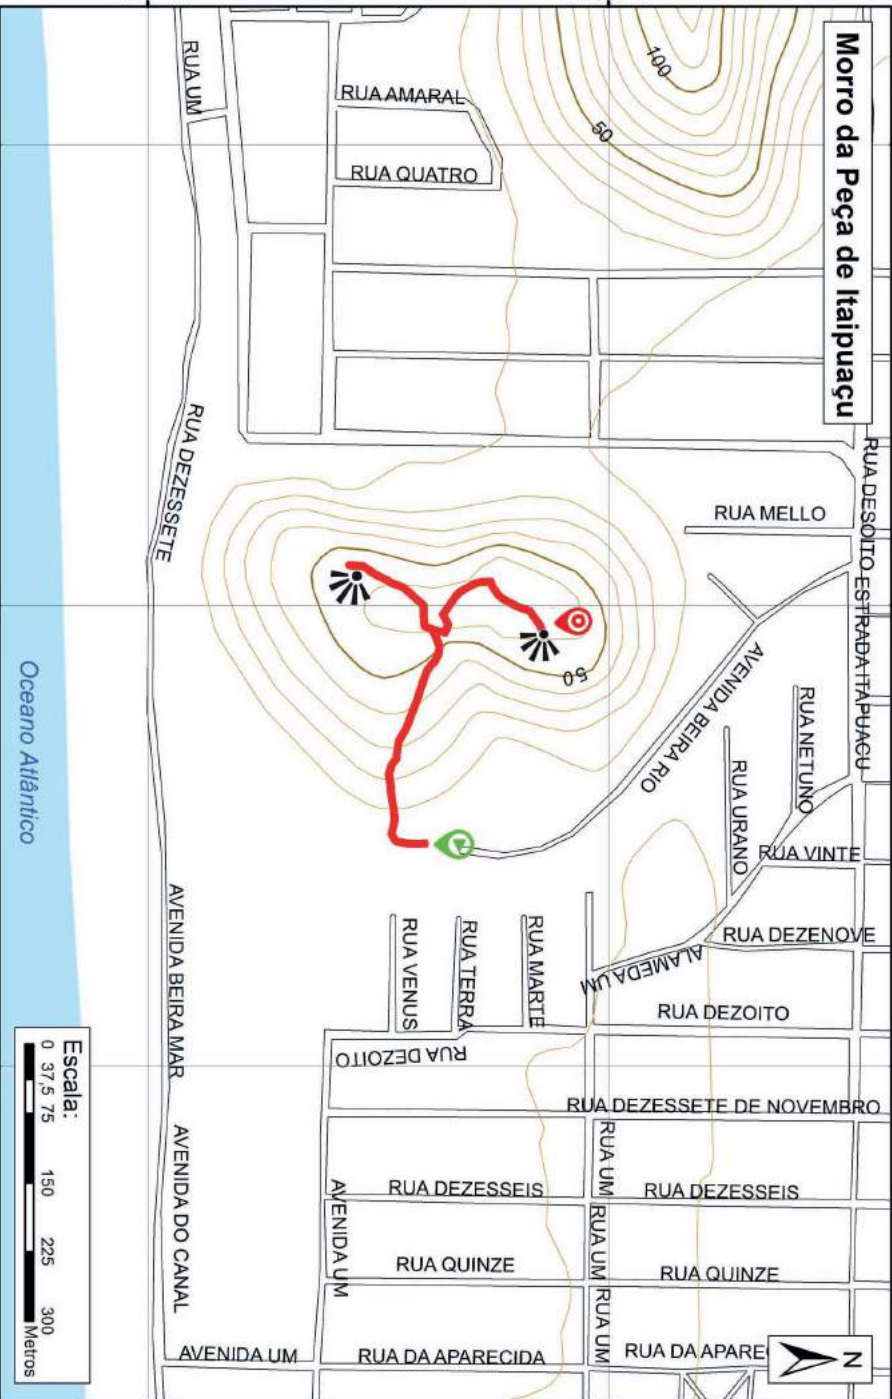 Morro da Peça de Itaipuaçu
100
50
RUA UM
RUA AMARAL
RUA QUATRO
RUA DEZESSETE
RUA DESOITO
ESTRADA ITAPUACU
RUA MELLO
50
AVENIDA BEIRA RIO
RUA NETUNO
RUA URANO
RUA VINTE
RUA DEZENOVE
ALAMEDA UM
RUA DEZOITO
RUA MARTE
RUA TERRA
RUA VENUS
RUA DEZOITO
RUA DEZESSETE DE NOVEMBRO
RUA UM
RUA DEZESSEIS
RUA DEZESSEIS
RUA UM
RUA QUINZE
RUA QUINZE
RUA UM
RUA DA APARECIDA
AVENIDA UM
AVENIDA UM
AVENIDA BEIRA MAR
AVENIDA DO CANAL
Oceano Atlântico
Escala:
0 37,5 75 150 225 300
Metros
N